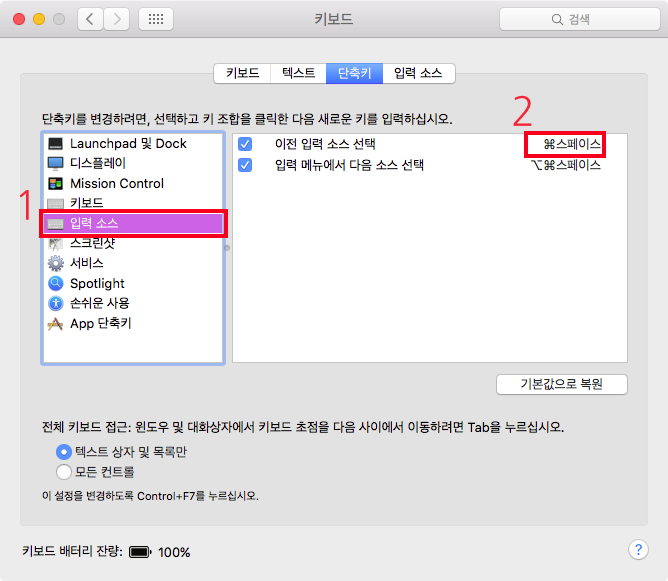 키보드
검색
키보드 텍스트 단축키 입력 소스
단축키를 변경하려면, 선택하고 키 조합을 클릭한 다음 새로운 키를 입력하십시오.
2
1
Launchpad 및 Dock
디스플레이
Mission Control
키보드
입력 소스
스크린샷
서비스
Spotlight
손쉬운 사용
App 단축키
이전 입력 소스 선택 ⌘스페이스
입력 메뉴에서 다음 소스 선택 ⌥⌘스페이스
기본값으로 복원
전체 키보드 접근: 윈도우 및 대화상자에서 키보드 초점을 다음 사이에서 이동하려면 Tab을 누르십시오.
텍스트 상자 및 목록만
모든 컨트롤
이 설정을 변경하도록 Control+F7를 누르십시오.
키보드 배터리 잔량: 100%
?